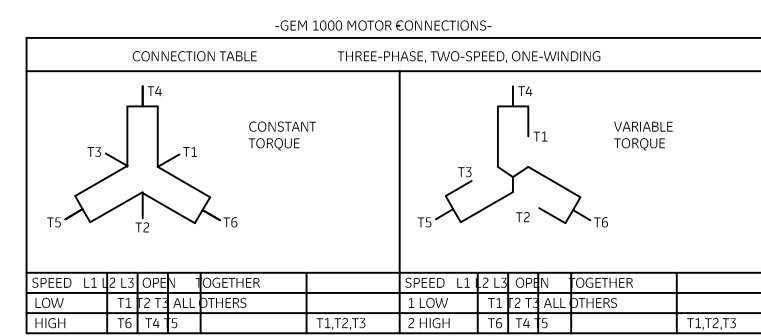 -GEM 1000 MOTOR CONNECTIONS-
CONNECTION TABLE THREE-PHASE, TWO-SPEED, ONE-WINDING
T4
T3
T1
CONSTANT
TORQUE
T5
T2
T6
T4
T1
VARIABLE
TORQUE
T3
T5
T2
T6
SPEED L1 L2 L3 OPEN TOGETHER
LOW T1 T2 T3 ALL OTHERS
HIGH T6 T4 T5 T1,T2,T3
SPEED L1 L2 L3 OPEN TOGETHER
1 LOW T1 T2 T3 ALL OTHERS
2 HIGH T6 T4 T5 T1,T2,T3